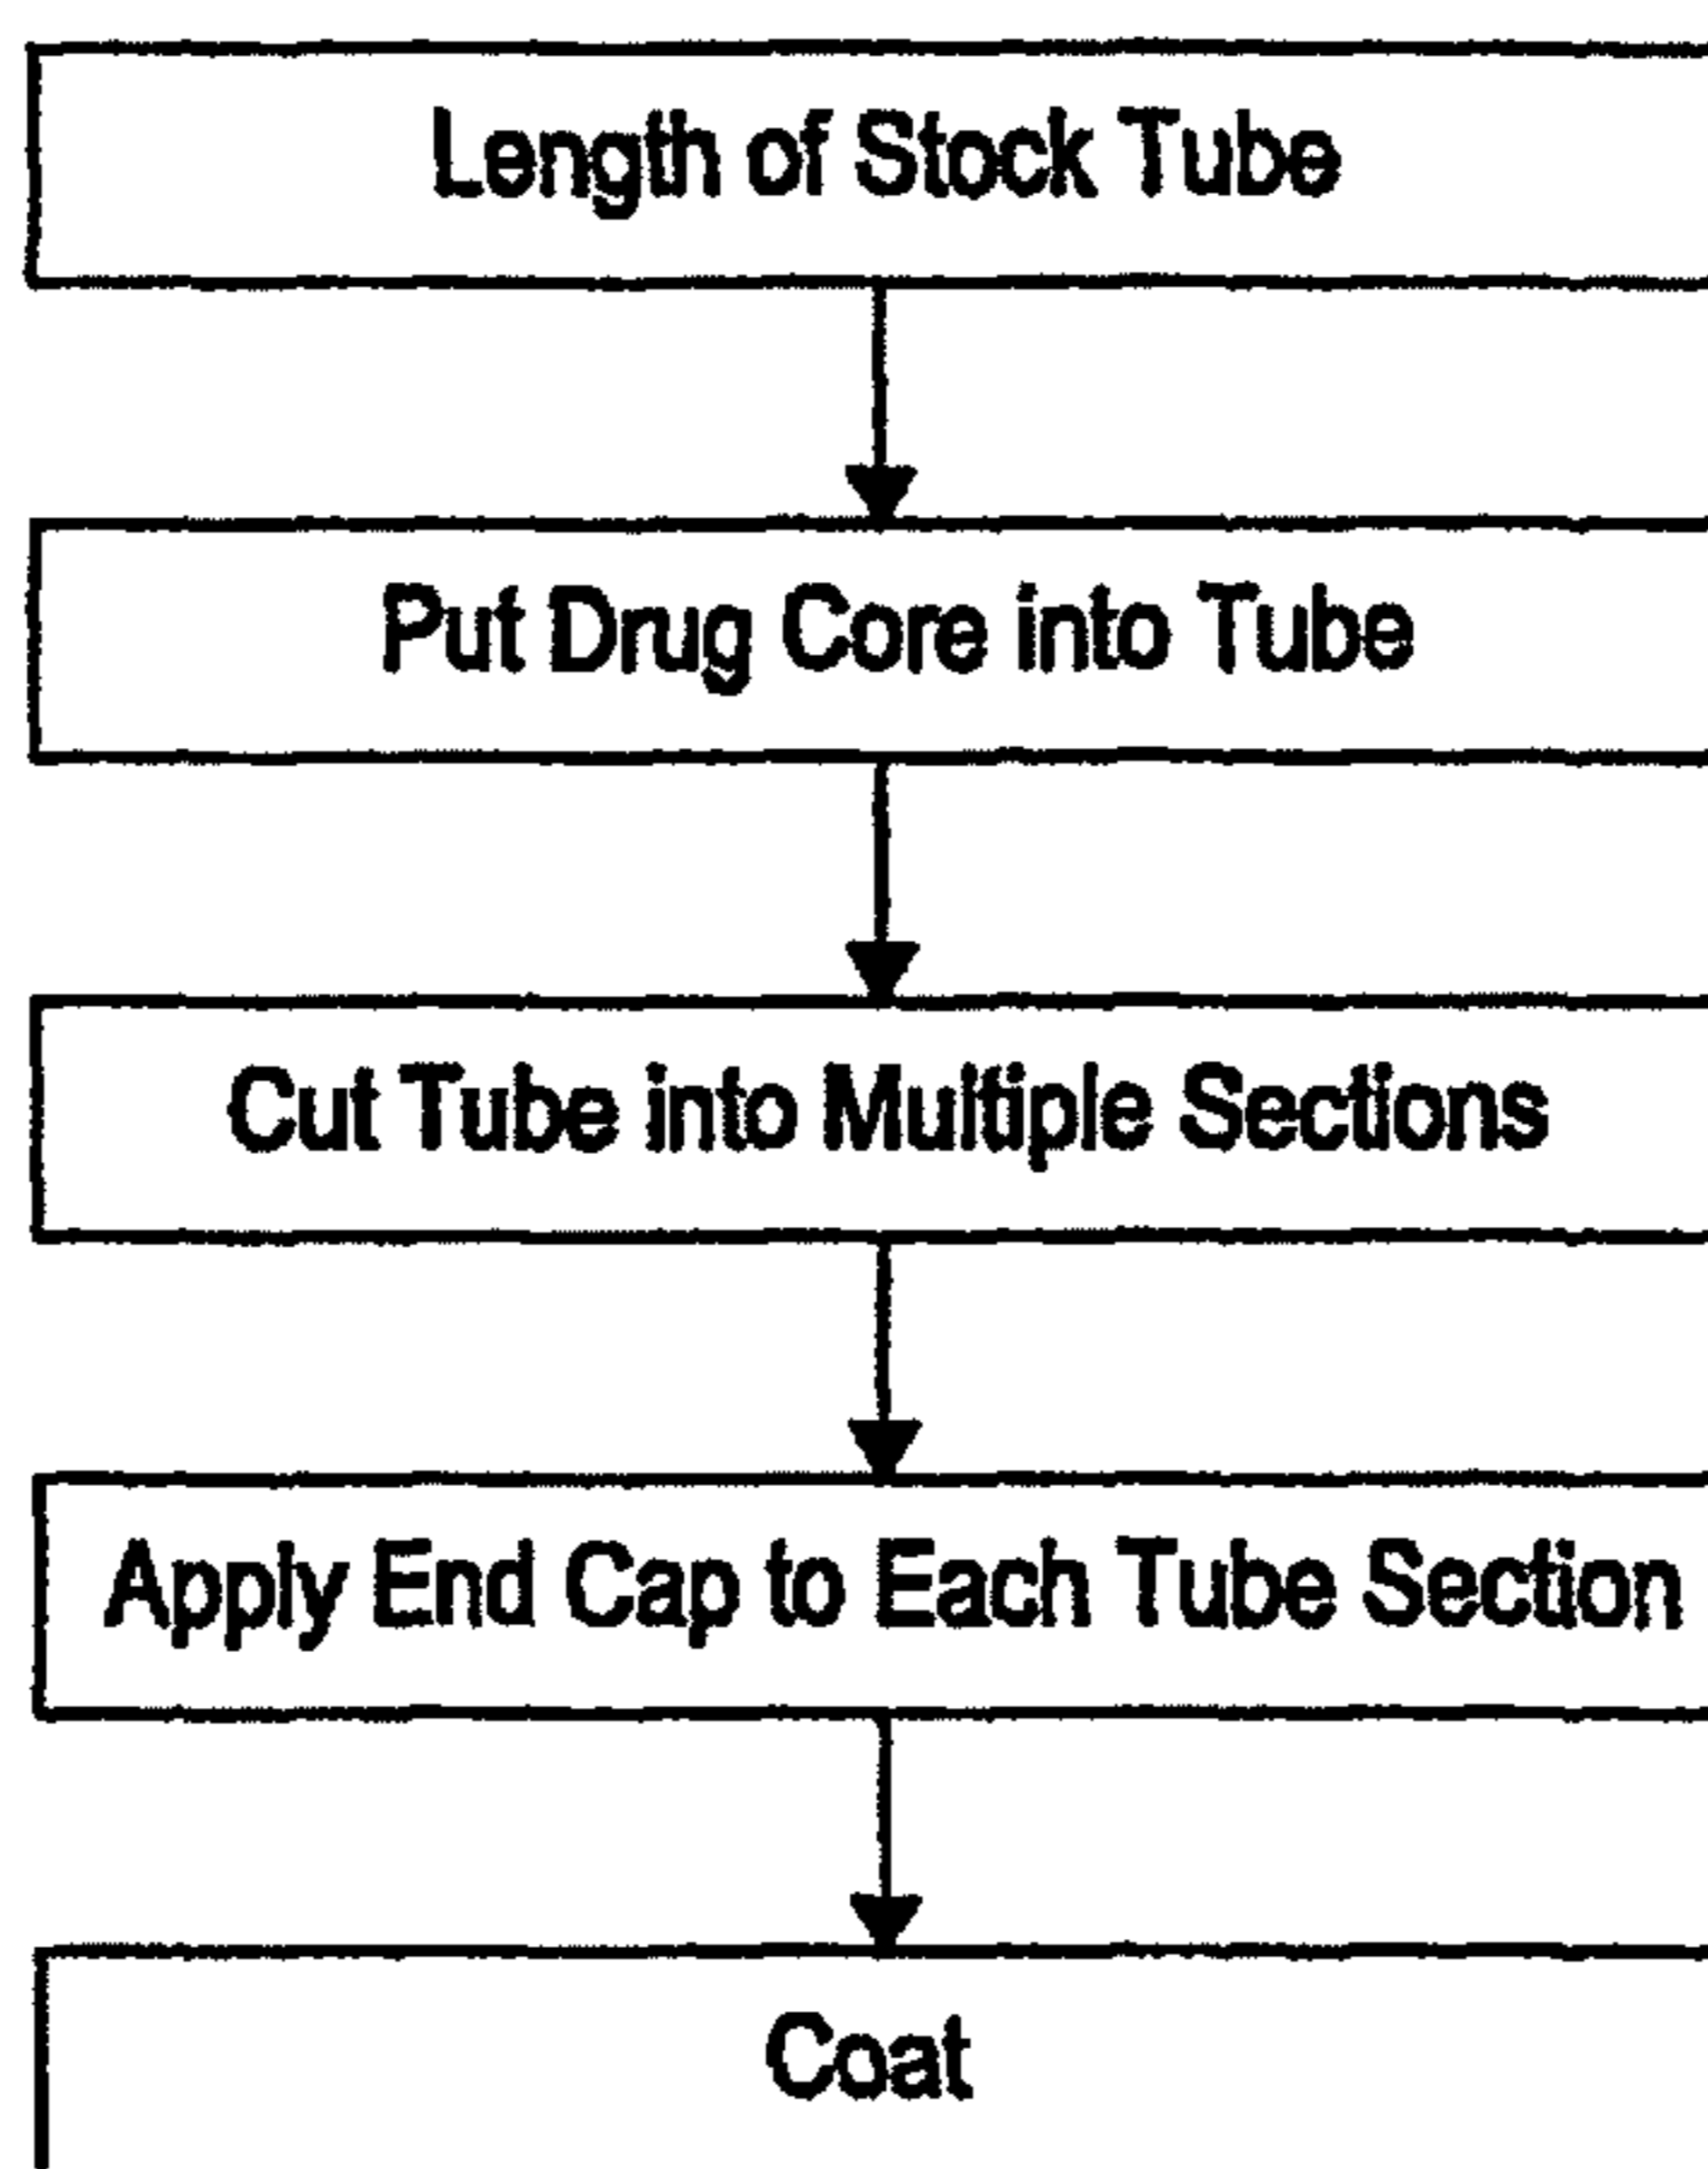 Length of Stock Tube
Put Drug Core into Tube
Cut Tube into Multiple Sections
Apply End Cap to Each Tube Section
Coat